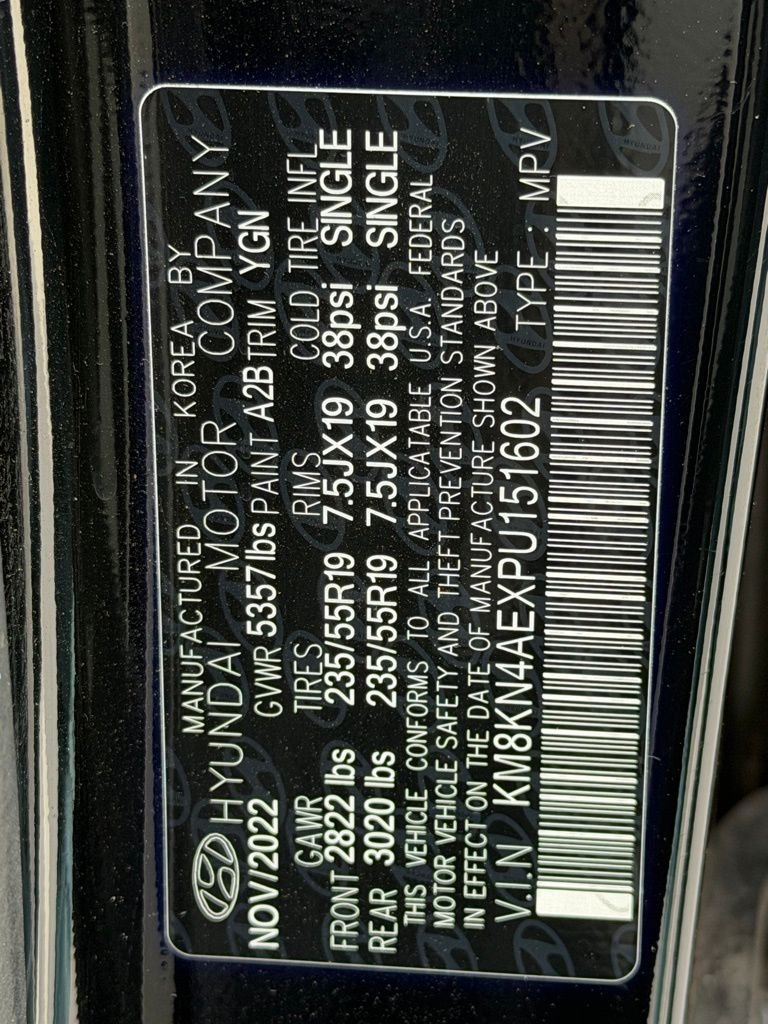 MANUFACTURED IN KOREA BY
HYUNDAI MOTOR COMPANY
NOV/2022 GVWR 5357lbs PAINT A2B TRIM YGN
GAWR TIRES RIMS COLD TIRE INFL
FRONT 2822 lbs 235/55R19 7.5JX19 38psi SINGLE
REAR 3020 lbs 235/55R19 7.5JX19 38psi SINGLE
THIS VEHICLE CONFORMS TO ALL APPLICATABLE U.S.A. FEDERAL
MOTOR VEHICLE SAFETY AND THEFT PREVENTION STANDARDS
IN EFFECT ON THE DATE OF MANUFACTURE SHOWN ABOVE
V.I.N KM8KN4AEXPU151602 TYPE : MPV